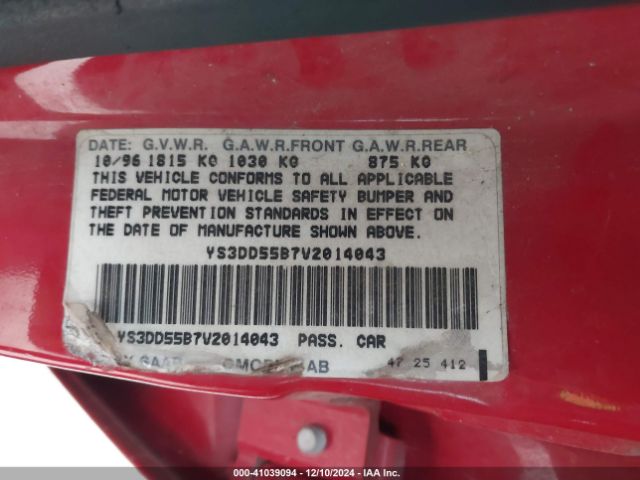 DATE: G.V.W.R. G.A.W.R.FRONT G.A.W.R.REAR
10/96 1815 KG 1030 KG 875 KG
THIS VEHICLE CONFORMS TO ALL APPLICABLE
FEDERAL MOTOR VEHICLE SAFETY BUMPER AND
THEFT PREVENTION STANDARDS IN EFFECT ON
THE DATE OF MANUFACTURE SHOWN ABOVE.
YS3DD55B7V2014043
YS3DD55B7V2014043 PASS. CAR
47 25 412
000-41039094 - 12/10/2024 - IAA Inc.